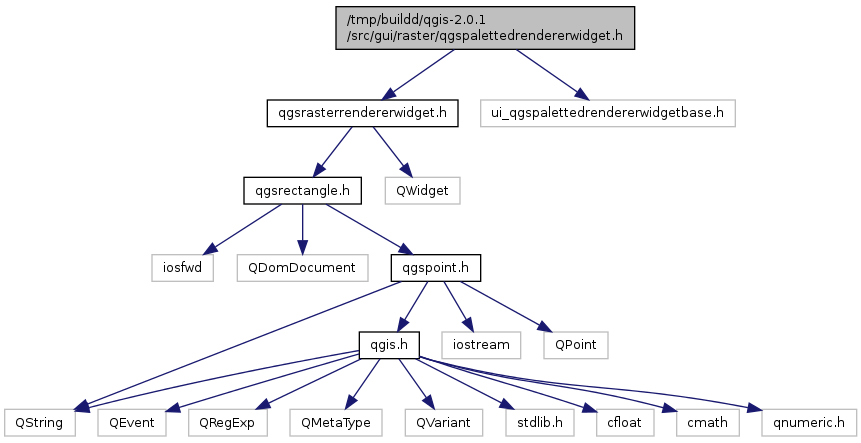 /tmp/buildd/qgis-2.0.1
/src/gui/raster/qgspalettedrendererwidget.h
qgsrasterrendererwidget.h
ui_qgspalettedrendererwidgetbase.h
qgsrectangle.h
QWidget
iosfwd
QDomDocument
qgspoint.h
qgis.h
iostream
QPoint
QString
QEvent
QRegExp
QMetaType
QVariant
stdlib.h
cfloat
cmath
qnumeric.h